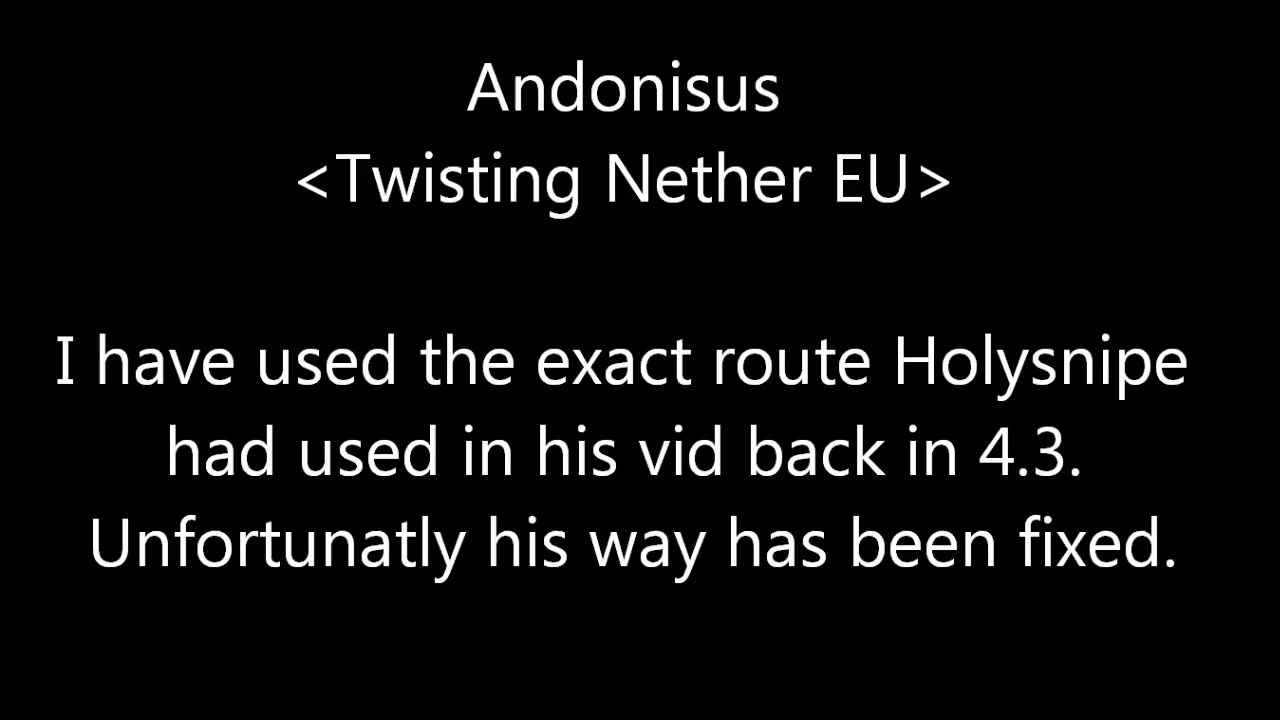 Andonisus
<Twisting Nether EU>
I have used the exact route Holysnipe
had used in his vid back in 4.3.
Unfortunatly his way has been fixed.